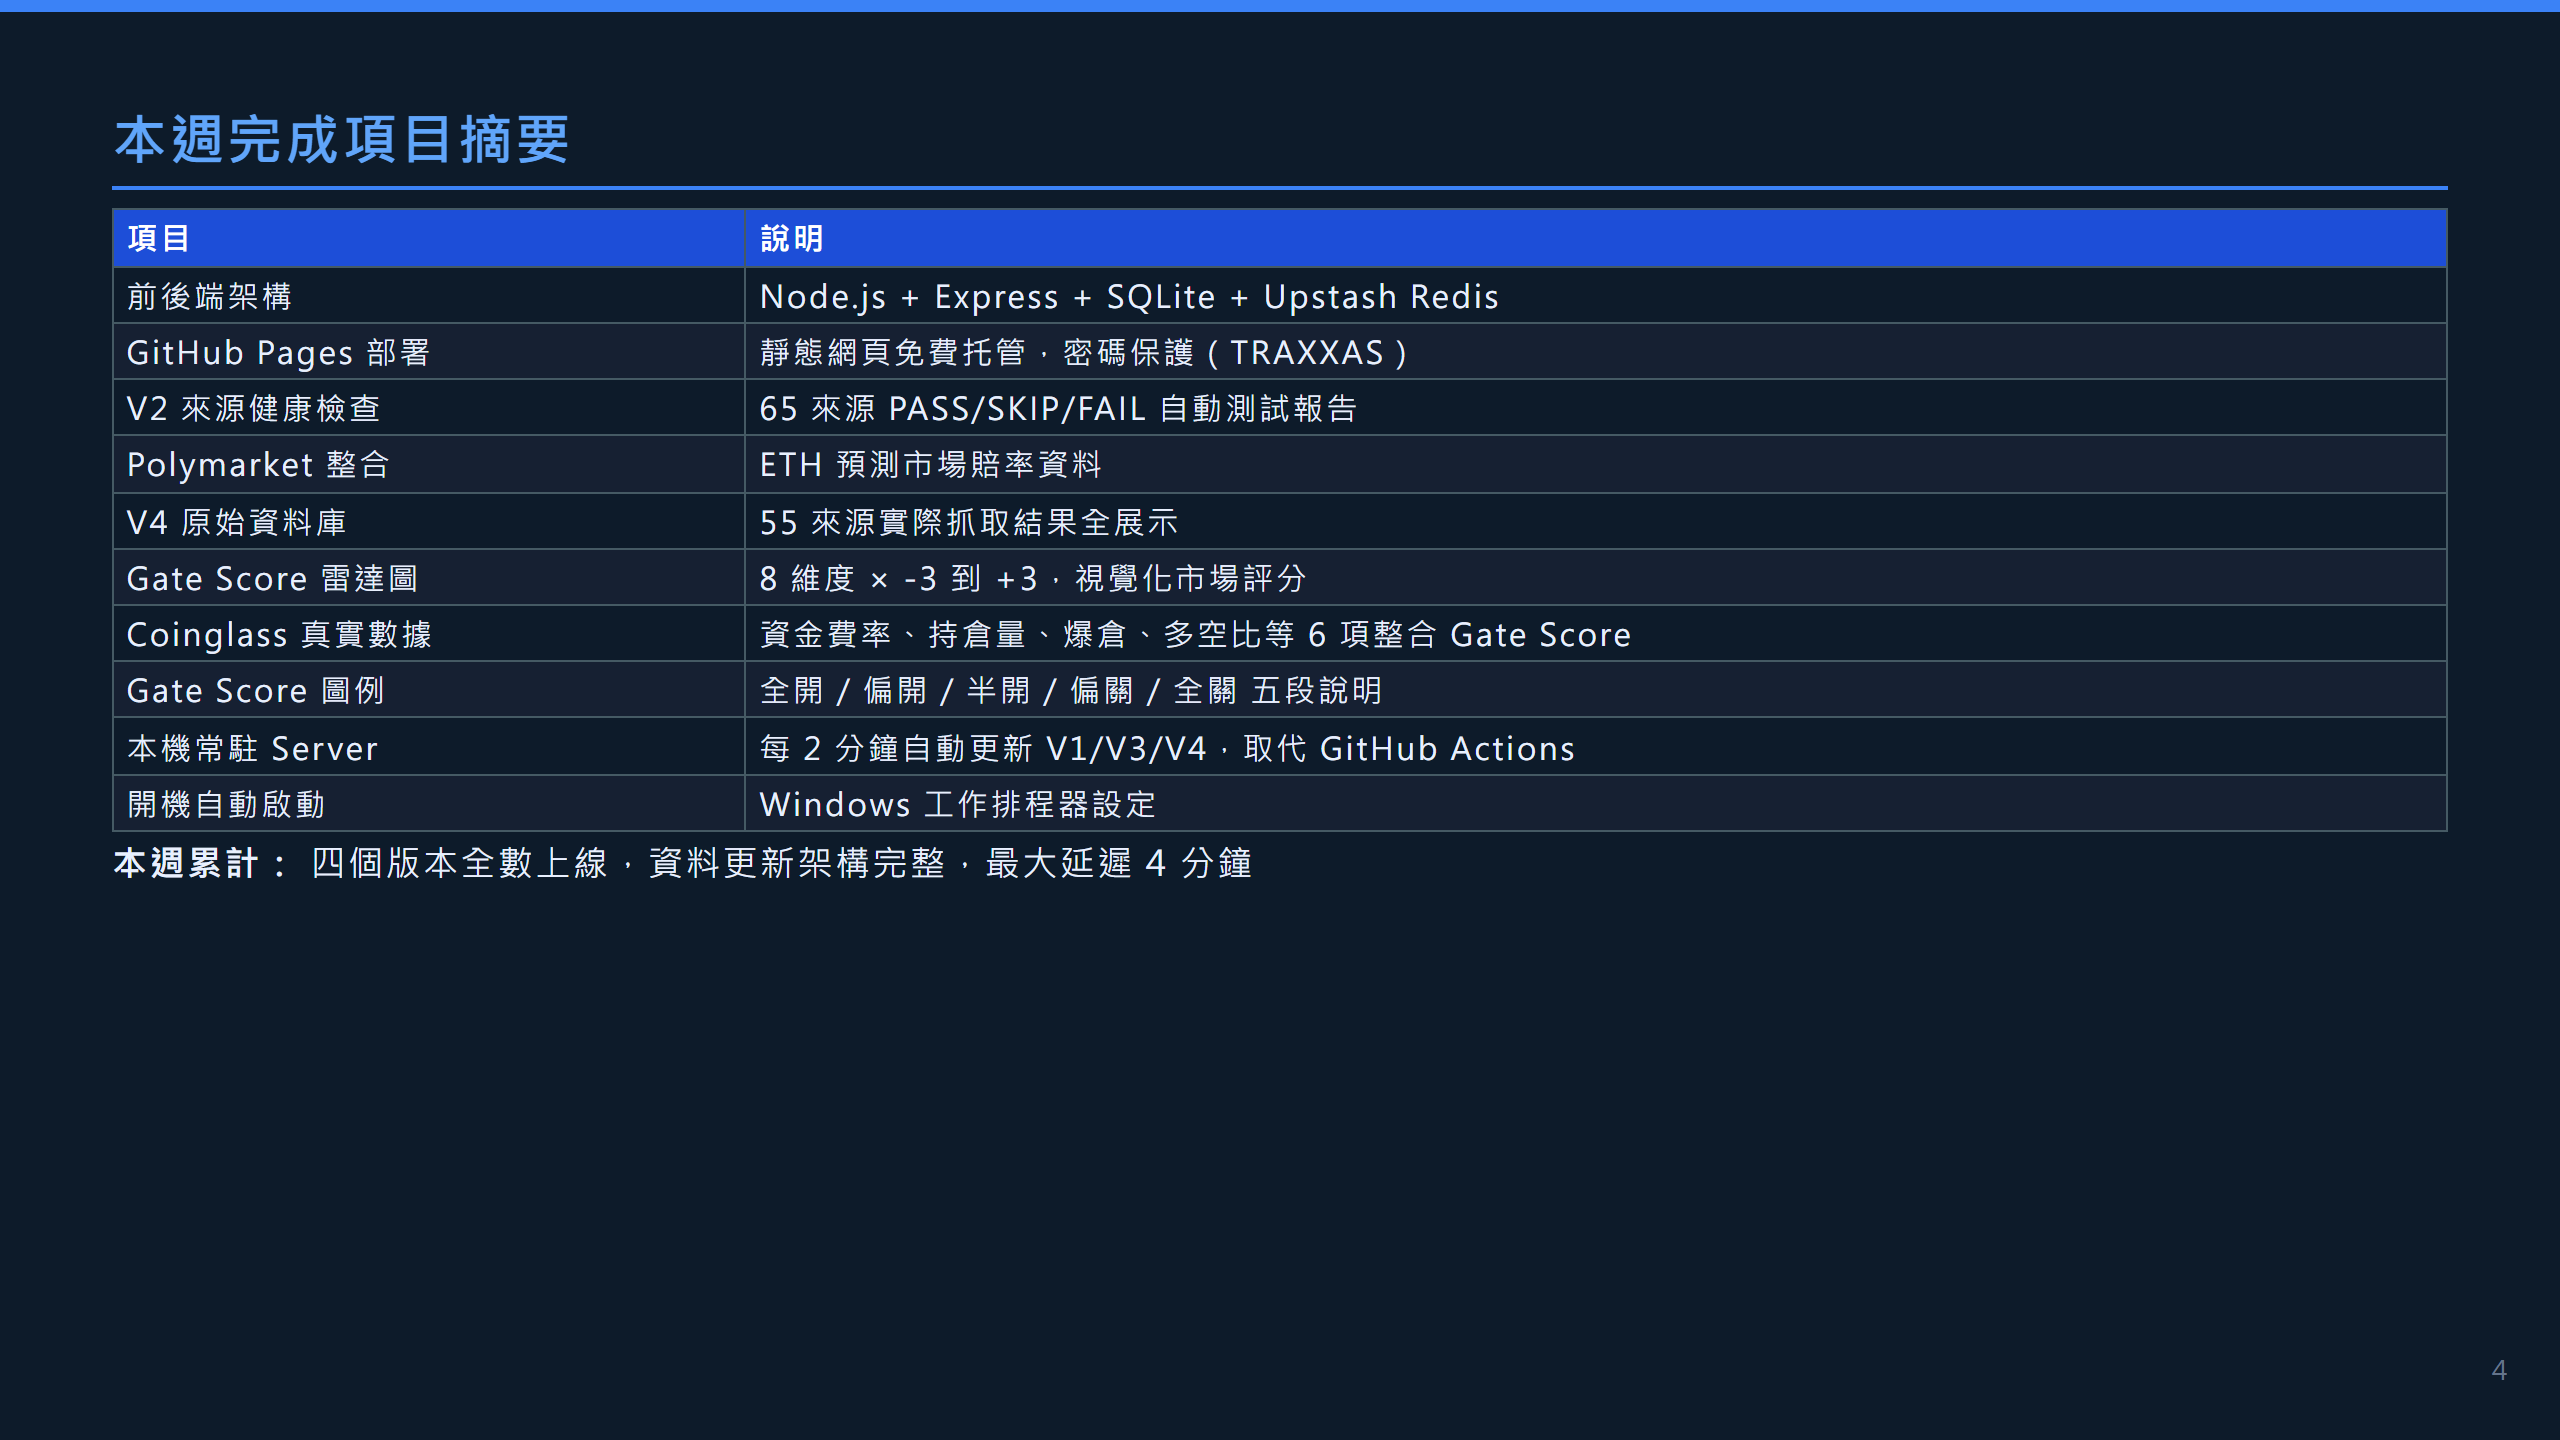 本週完成項目摘要
項目 說明
前後端架構 Node.js + Express + SQLite + Upstash Redis
GitHub Pages 部署 靜態網頁免費托管，密碼保護（TRAXXAS）
V2 來源健康檢查 65 來源 PASS/SKIP/FAIL 自動測試報告
Polymarket 整合 ETH 預測市場賠率資料
V4 原始資料庫 55 來源實際抓取結果全展示
Gate Score 雷達圖 8 維度 × -3 到 +3，視覺化市場評分
Coinglass 真實數據 資金費率、持倉量、爆倉、多空比等 6 項整合 Gate Score
Gate Score 圖例 全開 / 偏開 / 半開 / 偏關 / 全關 五段說明
本機常駐 Server 每 2 分鐘自動更新 V1/V3/V4，取代 GitHub Actions
開機自動啟動 Windows 工作排程器設定
本週累計： 四個版本全數上線，資料更新架構完整，最大延遲 4 分鐘
4